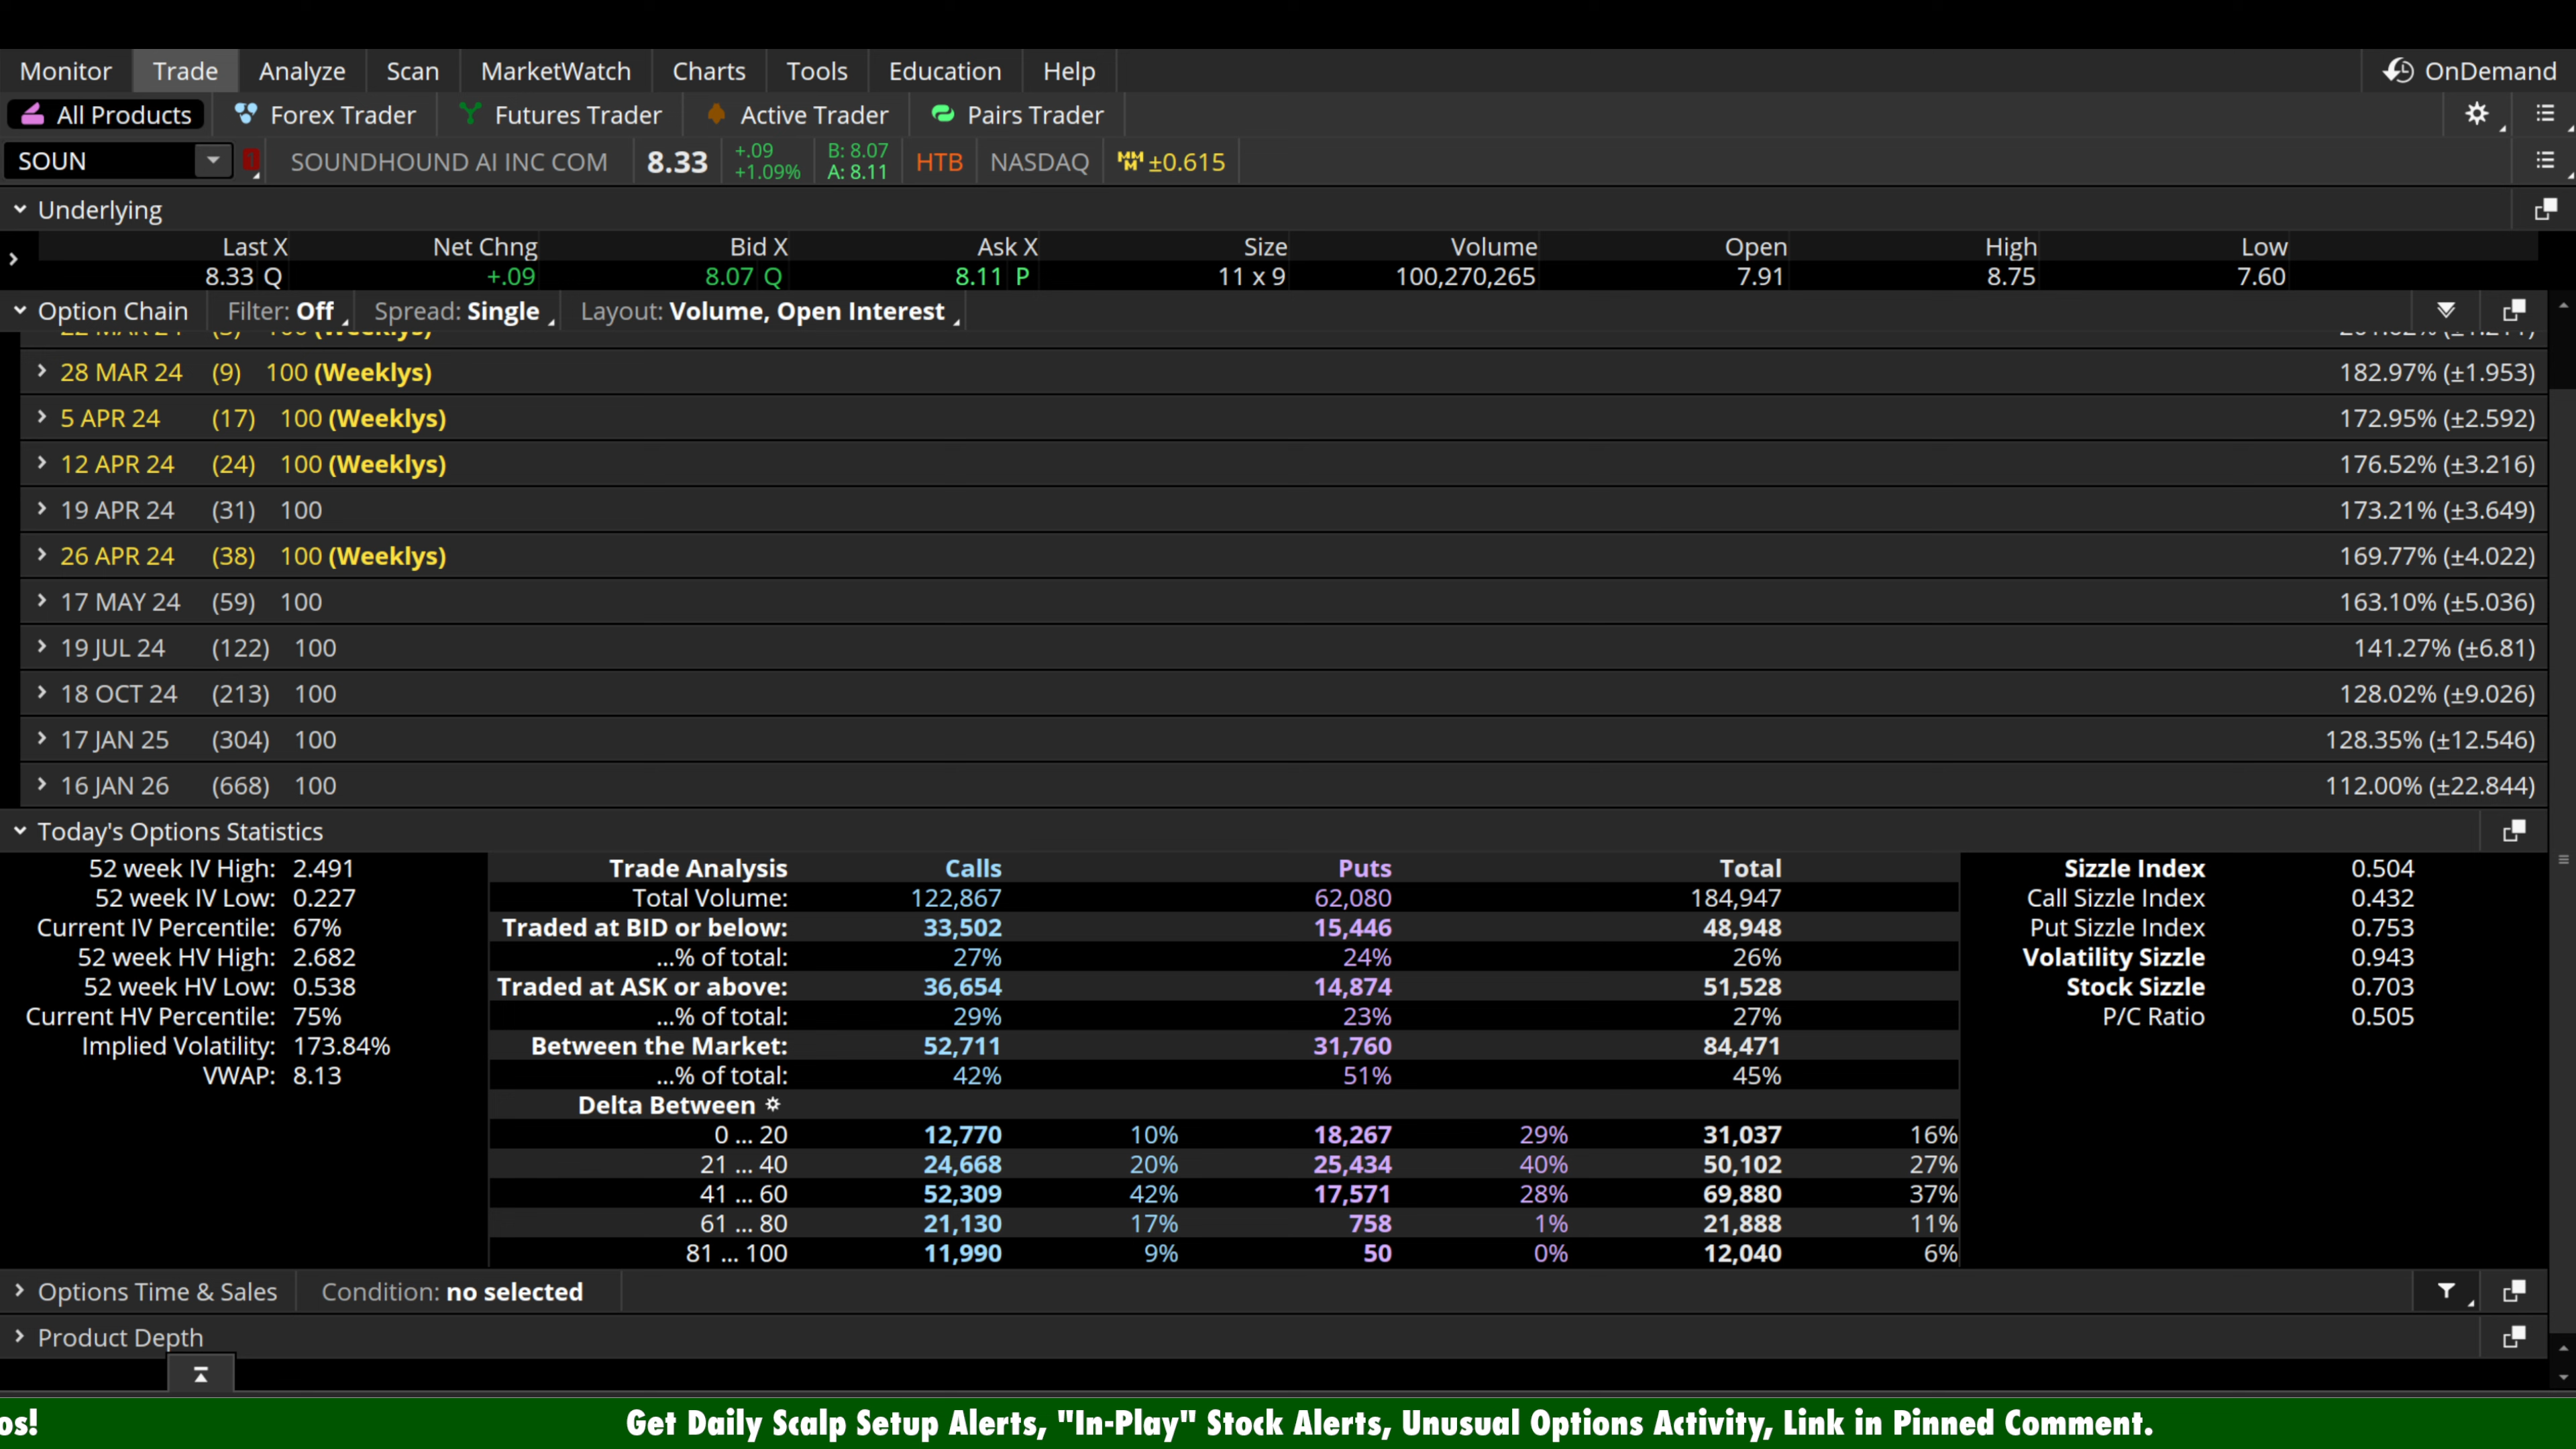 Monitor Trade Analyze Scan MarketWatch Charts Tools Education Help OnDemand
All Products Forex Trader Futures Trader Active Trader Pairs Trader
SOUN SOUNDHOUND AI INC COM 8.33 +.09 +1.09% B: 8.07 A: 8.11 HTB NASDAQ ±0.615
Underlying
Last X Net Chng Bid X Ask X Size Volume Open High Low
8.33 Q +.09 8.07 Q 8.11 P 11 x 9 100,270,265 7.91 8.75 7.60
Option Chain Filter: Off Spread: Single Layout: Volume, Open Interest
28 MAR 24 (9) 100 (Weeklys) 182.97% (±1.953)
5 APR 24 (17) 100 (Weeklys) 172.95% (±2.592)
12 APR 24 (24) 100 (Weeklys) 176.52% (±3.216)
19 APR 24 (31) 100 173.21% (±3.649)
26 APR 24 (38) 100 (Weeklys) 169.77% (±4.022)
17 MAY 24 (59) 100 163.10% (±5.036)
19 JUL 24 (122) 100 141.27% (±6.81)
18 OCT 24 (213) 100 128.02% (±9.026)
17 JAN 25 (304) 100 128.35% (±12.546)
16 JAN 26 (668) 100 112.00% (±22.844)
Today's Options Statistics
52 week IV High: 2.491 Trade Analysis Calls Puts Total Sizzle Index 0.504
52 week IV Low: 0.227 Total Volume: 122,867 62,080 184,947 Call Sizzle Index 0.432
Current IV Percentile: 67% Traded at BID or below: 33,502 15,446 48,948 Put Sizzle Index 0.753
52 week HV High: 2.682 ...% of total: 27% 24% 26% Volatility Sizzle 0.943
52 week HV Low: 0.538 Traded at ASK or above: 36,654 14,874 51,528 Stock Sizzle 0.703
Current HV Percentile: 75% ...% of total: 29% 23% 27% P/C Ratio 0.505
Implied Volatility: 173.84% Between the Market: 52,711 31,760 84,471
VWAP: 8.13 ...% of total: 42% 51% 45%
Delta Between
0 ... 20 12,770 10% 18,267 29% 31,037 16%
21 ... 40 24,668 20% 25,434 40% 50,102 27%
41 ... 60 52,309 42% 17,571 28% 69,880 37%
61 ... 80 21,130 17% 758 1% 21,888 11%
81 ... 100 11,990 9% 50 0% 12,040 6%
Options Time & Sales Condition: no selected
Product Depth
os! Get Daily Scalp Setup Alerts, "In-Play" Stock Alerts, Unusual Options Activity, Link in Pinned Comment.